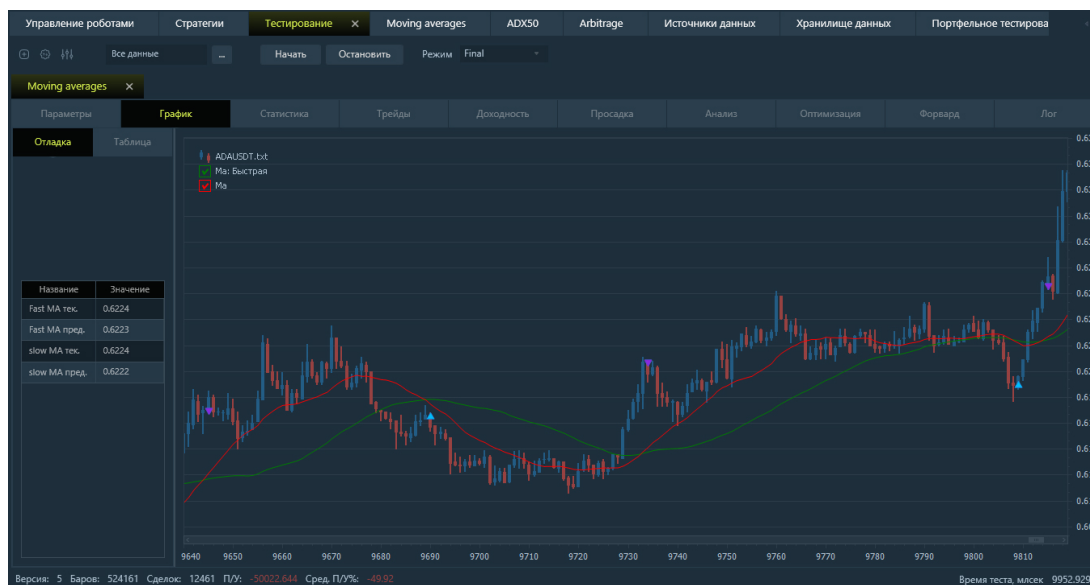 Управление роботами Стратегии Тестирование × Moving averages ADX50 Arbitrage Источники данных Хранилище данных Портфельное тестирова
Все данные ... Начать Остановить Режим Final
Moving averages ×
Параметры График Статистика Трейды Доходность Просадка Анализ Оптимизация Форвард Лог
Отладка Таблица
ADAUSDT.txt
Ma: Быстрая
Ma
Название Значение
Fast MA тек. 0.6224
Fast MA пред. 0.6223
slow MA тек. 0.6224
slow MA пред. 0.6222
9640 9650 9660 9670 9680 9690 9700 9710 9720 9730 9740 9750 9760 9770 9780 9790 9800 9810
Версия: 5 Баров: 524161 Сделок: 12461 П/У: -50022.644 Сред. П/У%: -49.92 Время теста, млсек 9952.929